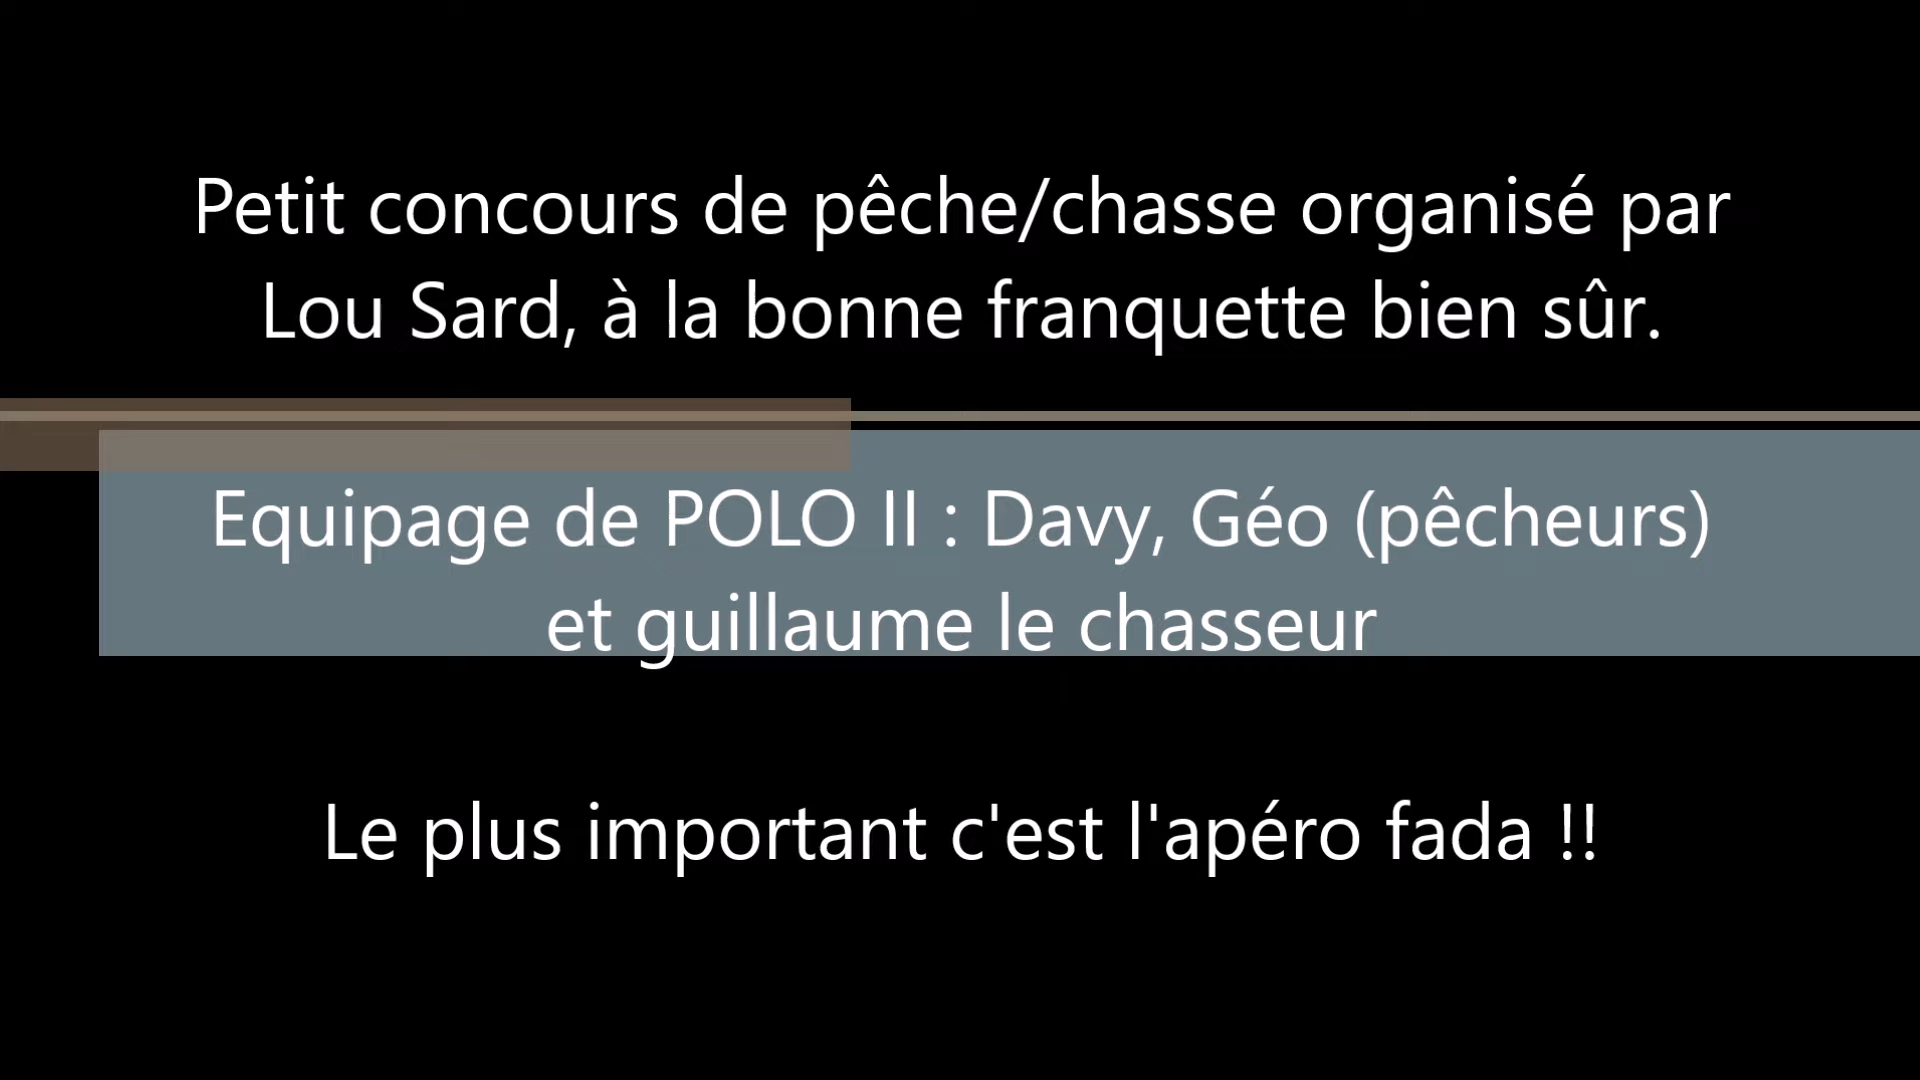 Petit concours de pêche/chasse organisé par
Lou Sard, à la bonne franquette bien sûr.
Equipage de POLO II : Davy, Géo (pêcheurs)
et guillaume le chasseur
Le plus important c'est l'apéro fada !!